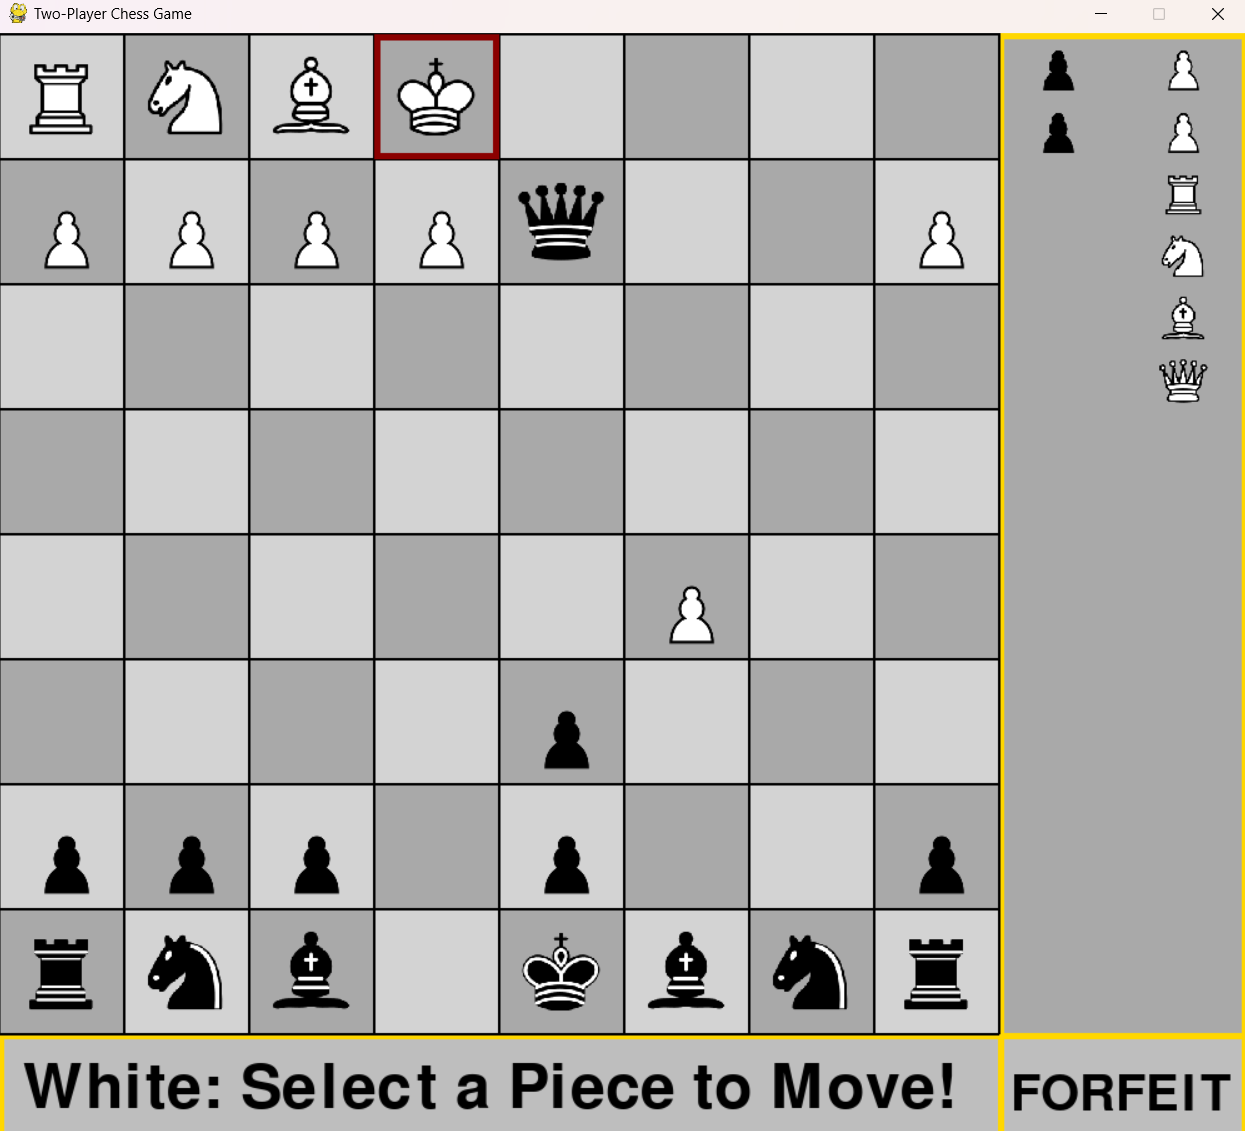 Two-Player Chess Game
White: Select a Piece to Move!
FORFEIT